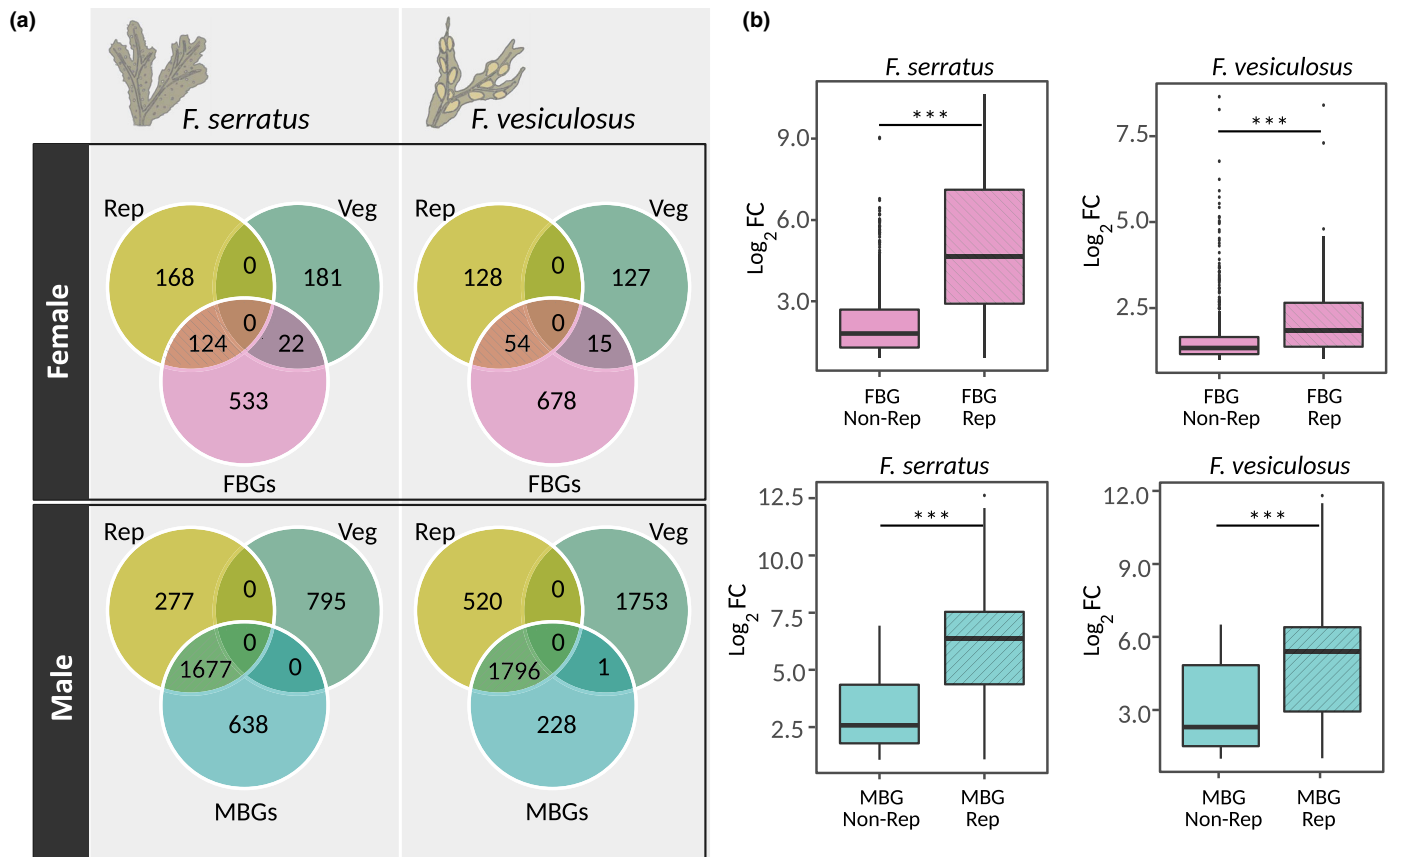 (a)
F. serratus
F. vesiculosus
Female
Rep
Veg
168
0
181
0
124
22
533
FBGs
Rep
Veg
128
0
127
0
54
15
678
FBGs
Male
Rep
Veg
277
0
795
0
1677
0
638
MBGs
Rep
Veg
520
0
1753
0
1796
1
228
MBGs
(b)
F. serratus
Log2 FC
9.0
6.0
3.0
***
FBG
Non-Rep
FBG
Rep
F. vesiculosus
Log2 FC
7.5
5.0
2.5
***
FBG
Non-Rep
FBG
Rep
F. serratus
Log2 FC
12.5
10.0
7.5
5.0
2.5
***
MBG
Non-Rep
MBG
Rep
F. vesiculosus
Log2 FC
12.0
9.0
6.0
3.0
***
MBG
Non-Rep
MBG
Rep